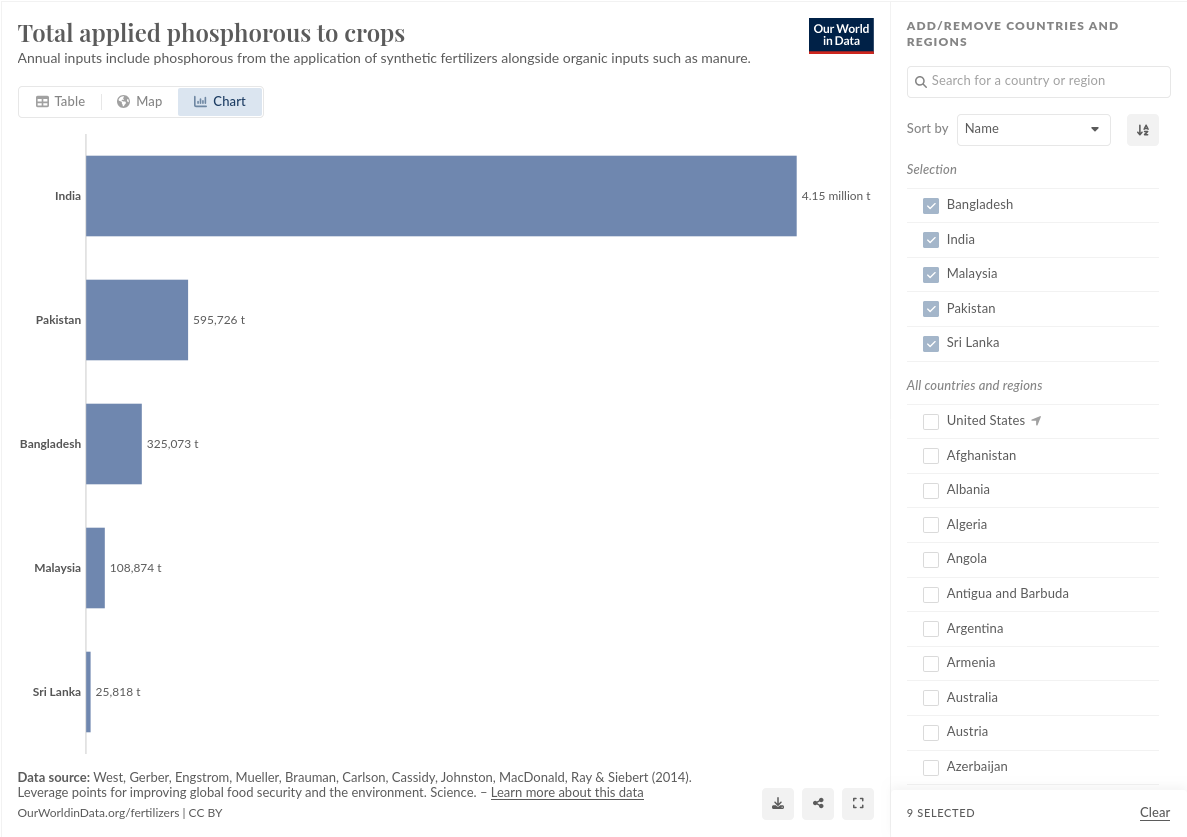 Total applied phosphorous to crops
Annual inputs include phosphorous from the application of synthetic fertilizers alongside organic inputs such as manure.
Our World
in Data
Table
Map
Chart
India
4.15 million t
Pakistan
595,726 t
Bangladesh
325,073 t
Malaysia
108,874 t
Sri Lanka
25,818 t
Data source: West, Gerber, Engstrom, Mueller, Brauman, Carlson, Cassidy, Johnston, MacDonald, Ray & Siebert (2014).
Leverage points for improving global food security and the environment. Science. – Learn more about this data
OurWorldinData.org/fertilizers | CC BY
ADD/REMOVE COUNTRIES AND
REGIONS
Search for a country or region
Sort by
Name
Selection
Bangladesh
India
Malaysia
Pakistan
Sri Lanka
All countries and regions
United States
Afghanistan
Albania
Algeria
Angola
Antigua and Barbuda
Argentina
Armenia
Australia
Austria
Azerbaijan
9 SELECTED
Clear